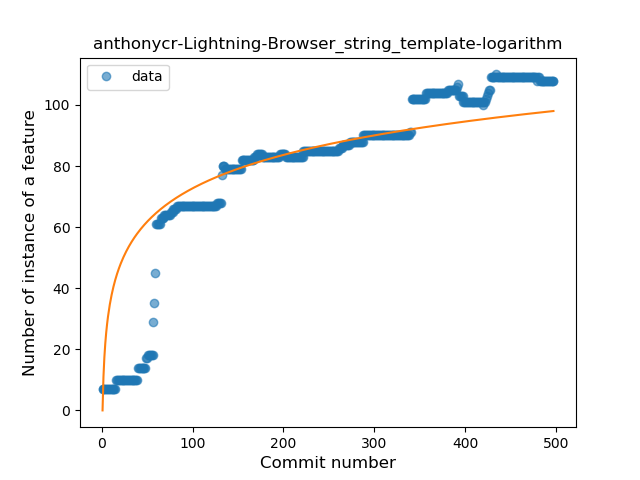 anthonycr-Lightning-Browser_string_template-logarithm
data
Number of instance of a feature
100
80
60
40
20
0
0 100 200 300 400 500
Commit number